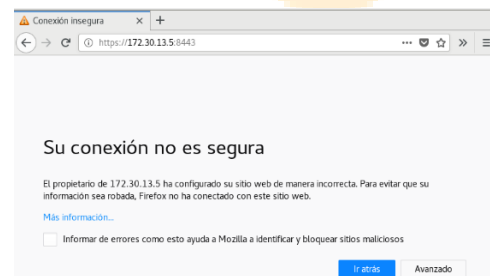 Conexión insegura
https://172.30.13.5:8443
Su conexión no es segura
El propietario de 172.30.13.5 ha configurado su sitio web de manera incorrecta. Para evitar que su
información sea robada, Firefox no ha conectado con este sitio web.
Más información...
Informar de errores como esto ayuda a Mozilla a identificar y bloquear sitios maliciosos
Ir atrás Avanzado